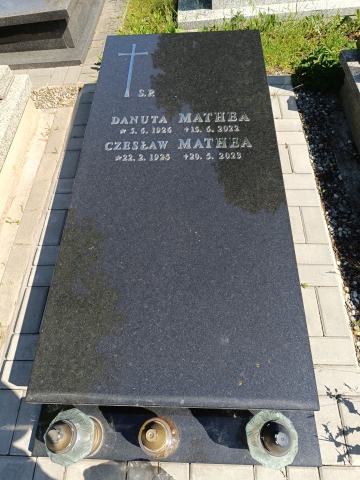 Ś.P.
DANUTA MATHEA
*5.6.1926 +15.6.2022
CZESŁAW MATHEA
*22.2.1925 +20.5.2023